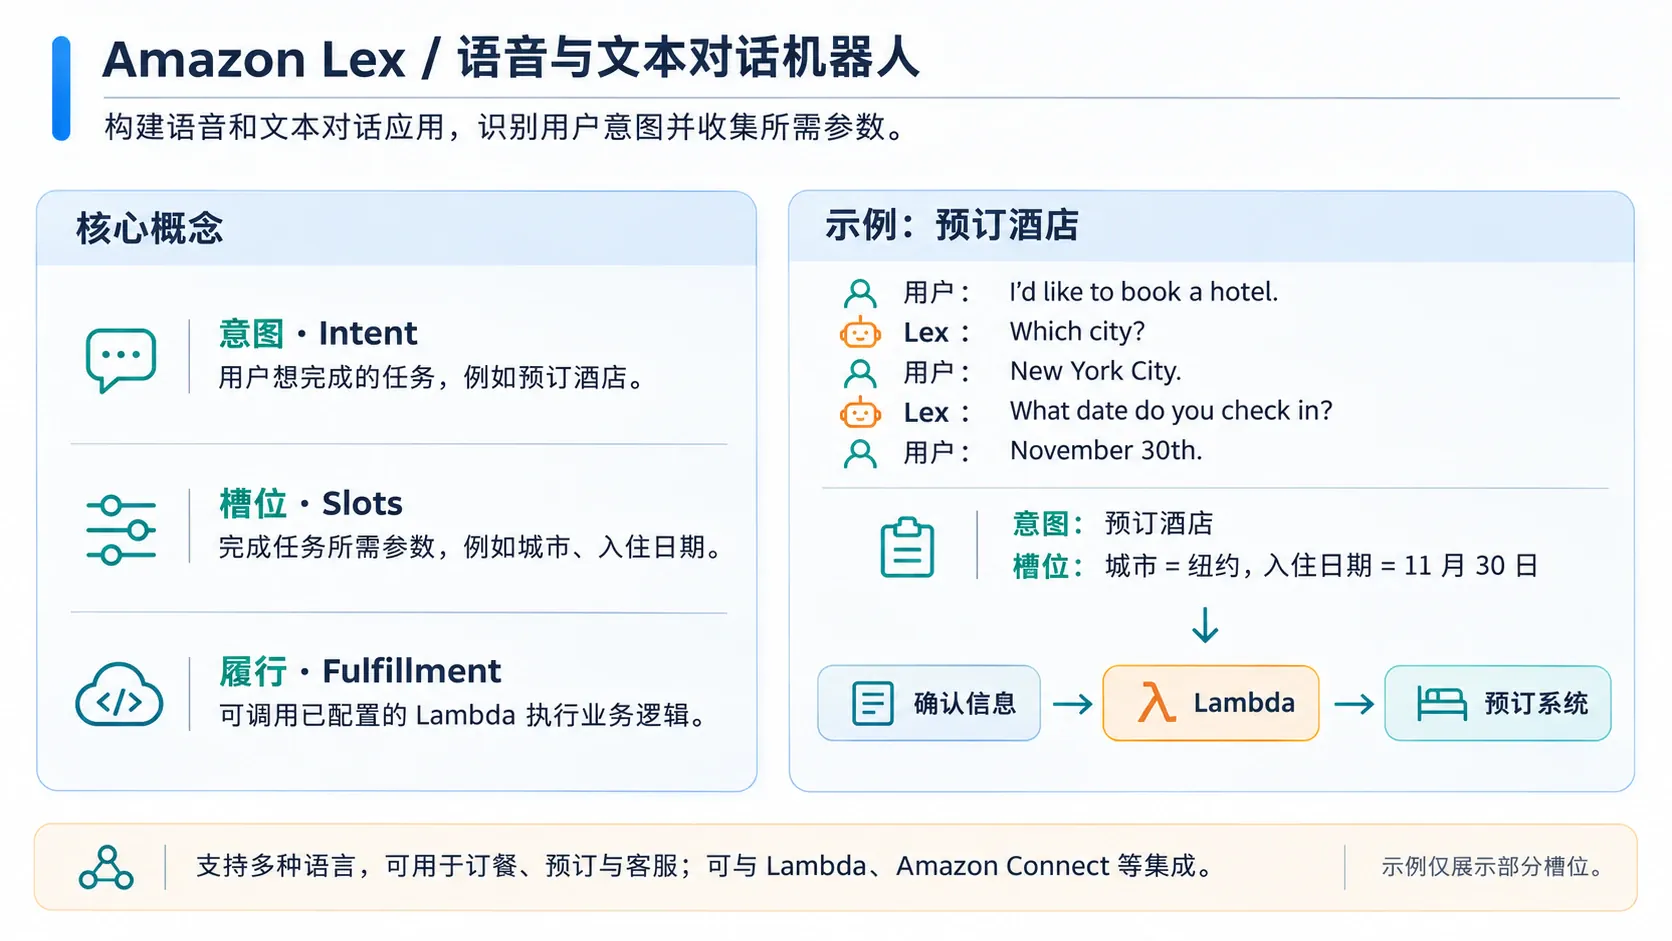 Amazon Lex / 语音与文本对话机器人
构建语音和文本对话应用，识别用户意图并收集所需参数。
核心概念
意图 · Intent
用户想完成的任务，例如预订酒店。
槽位 · Slots
完成任务所需参数，例如城市、入住日期。
履行 · Fulfillment
可调用已配置的 Lambda 执行业务逻辑。
示例：预订酒店
用户： I’d like to book a hotel.
Lex： Which city?
用户： New York City.
Lex： What date do you check in?
用户： November 30th.
意图： 预订酒店
槽位： 城市 = 纽约, 入住日期 = 11 月 30 日
确认信息
λ Lambda
预订系统
支持多种语言，可用于订餐、预订与客服；可与 Lambda、Amazon Connect 等集成。
示例仅展示部分槽位。